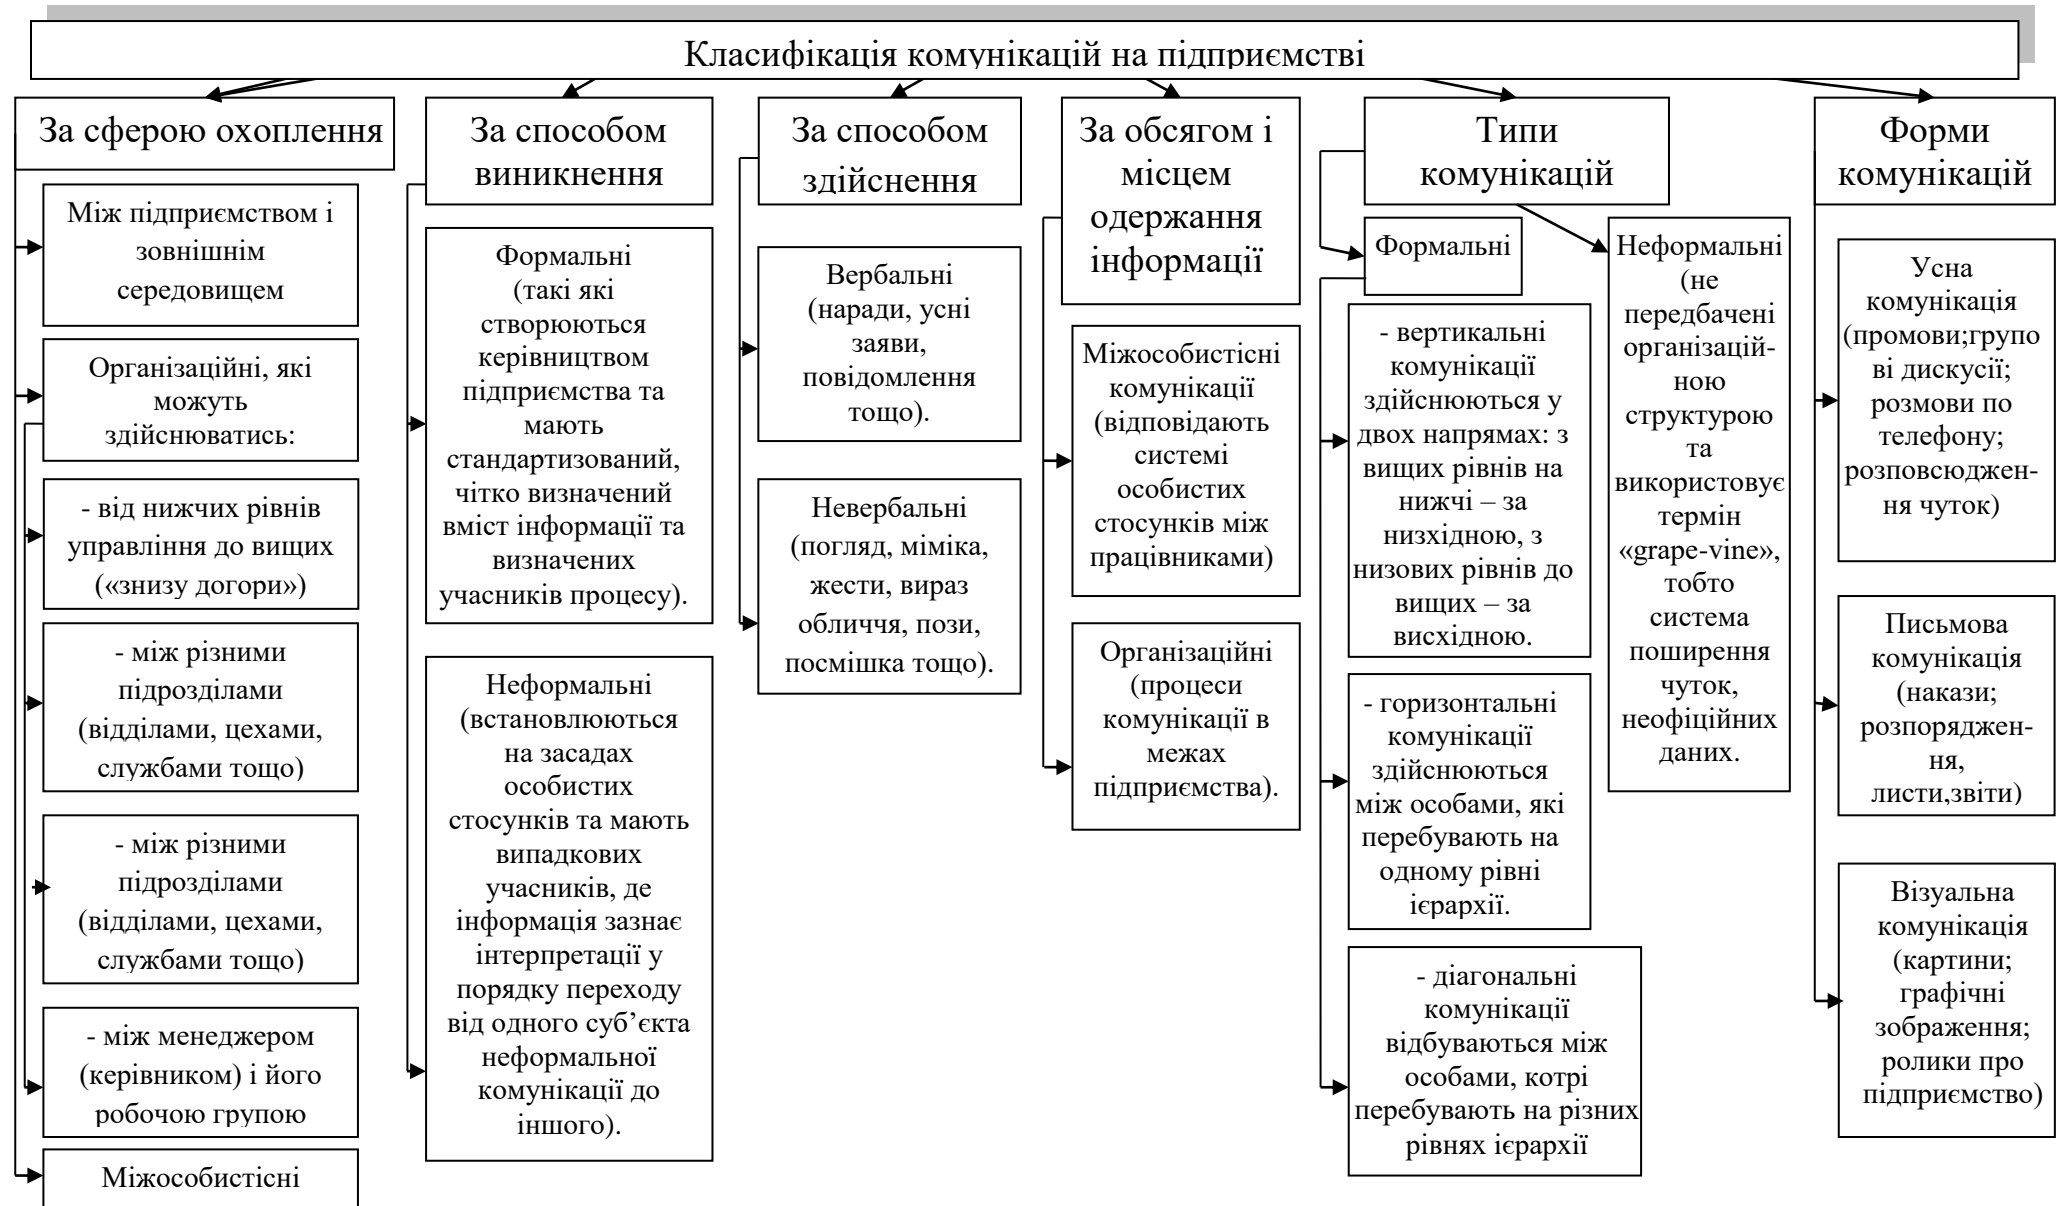 Класифікація комунікацій на підприємстві
За сферою охоплення
Між підприємством і
зовнішнім
середовищем
Організаційні, які
можуть
здійснюватись:
- від нижчих рівнів
управління до вищих
(«знизу догори»)
- між різними
підрозділами
(відділами, цехами,
службами тощо)
- між різними
підрозділами
(відділами, цехами,
службами тощо)
- між менеджером
(керівником) і його
робочою групою
Міжособистісні
За способом
виникнення
Формальні
(такі які
створюються
керівництвом
підприємства та
мають
стандартизований,
чітко визначений
вміст інформації та
визначених
учасників процесу).
Неформальні
(встановлюються
на засадах
особистих
стосунків та мають
випадкових
учасників, де
інформація зазнає
інтерпретації у
порядку переходу
від одного суб’єкта
неформальної
комунікації до
іншого).
За способом
здійснення
Вербальні
(наради, усні
заяви,
повідомлення
тощо).
Невербальні
(погляд, міміка,
жести, вираз
обличчя, пози,
посмішка тощо).
За обсягом і
місцем
одержання
інформації
Міжособистісні
комунікації
(відповідають
системі
особистих
стосунків між
працівниками)
Організаційні
(процеси
комунікації в
межах
підприємства).
Типи
комунікацій
Формальні
- вертикальні
комунікації
здійснюються у
двох напрямах: з
вищих рівнів на
нижчі – за
низхідною, з
низових рівнів до
вищих – за
висхідною.
- горизонтальні
комунікації
здійснюються
між особами, які
перебувають на
одному рівні
ієрархії.
- діагональні
комунікації
відбуваються між
особами, котрі
перебувають на різних
рівнях ієрархії
Неформальні
(не
передбачені
організацій-
ною
структурою
та
використовує
термін
«grape-vine»,
тобто
система
поширення
чуток,
неофіційних
даних.
Форми
комунікацій
Усна
комунікація
(промови;групо
ві дискусії;
розмови по
телефону;
розповсюджен-
ня чуток)
Письмова
комунікація
(накази;
розпоряджен-
ня,
листи,звіти)
Візуальна
комунікація
(картини;
графічні
зображення;
ролики про
підприємство)